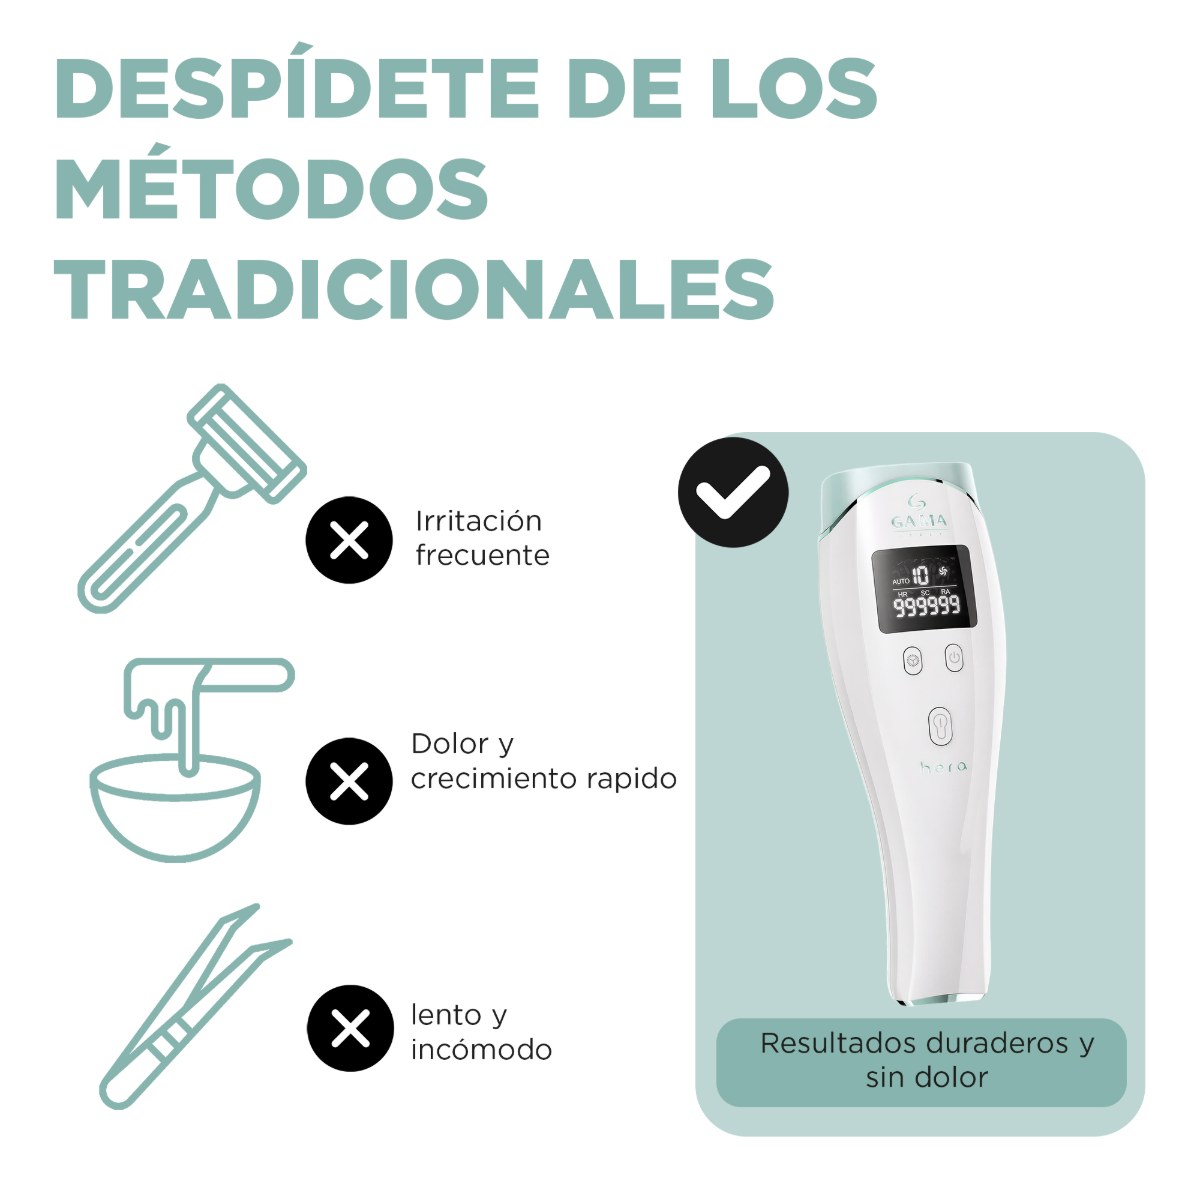 DESPÍDETE DE LOS
MÉTODOS
TRADICIONALES
Irritación
frecuente
Dolor y
crecimiento rapido
lento y
incómodo
GAMA
AUTO 10
HR SC RA
999999
hera
Resultados duraderos y
sin dolor